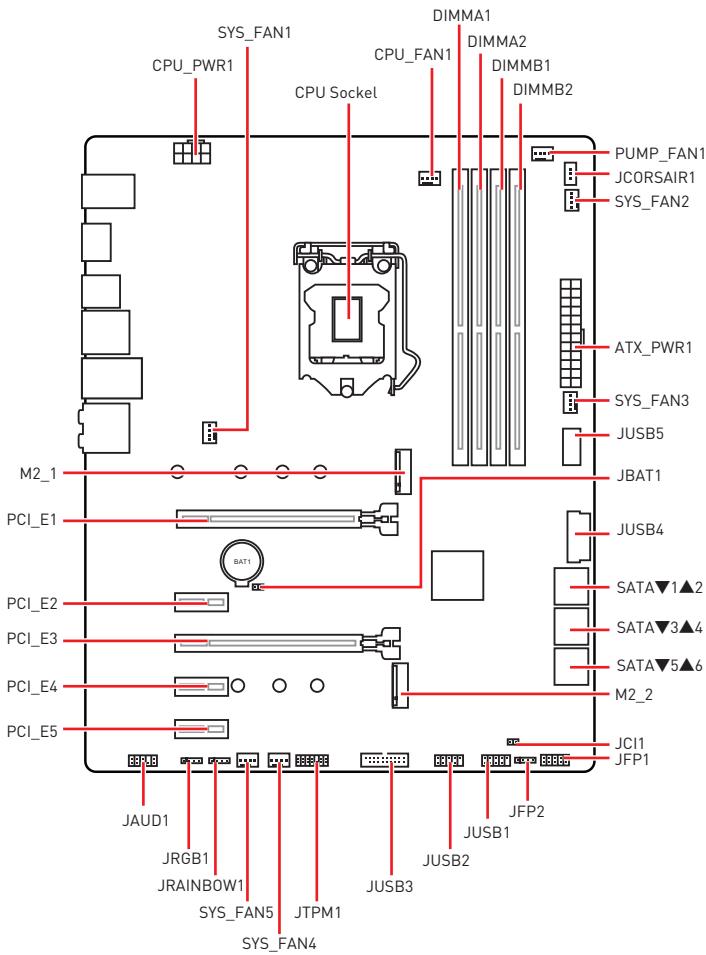 DIMMA1
SYS_FAN1
DIMMA2
CPU_FAN1
CPU_PWR1
DIMMB1
CPU Sockel
DIMMB2
PUMP_FAN1
JCORSAIR1
SYS_FAN2
ATX_PWR1
SYS_FAN3
JUSB5
M2_1
JBAT1
PCI_E1
JUSB4
BAT1
SATA▼1▲2
PCI_E2
SATA▼3▲4
PCI_E3
SATA▼5▲6
PCI_E4
M2_2
PCI_E5
JCI1
JFP1
JAUD1
JFP2
JRGB1
JUSB1
JRAINBOW1
JUSB2
JUSB3
SYS_FAN5
JTPM1
SYS_FAN4